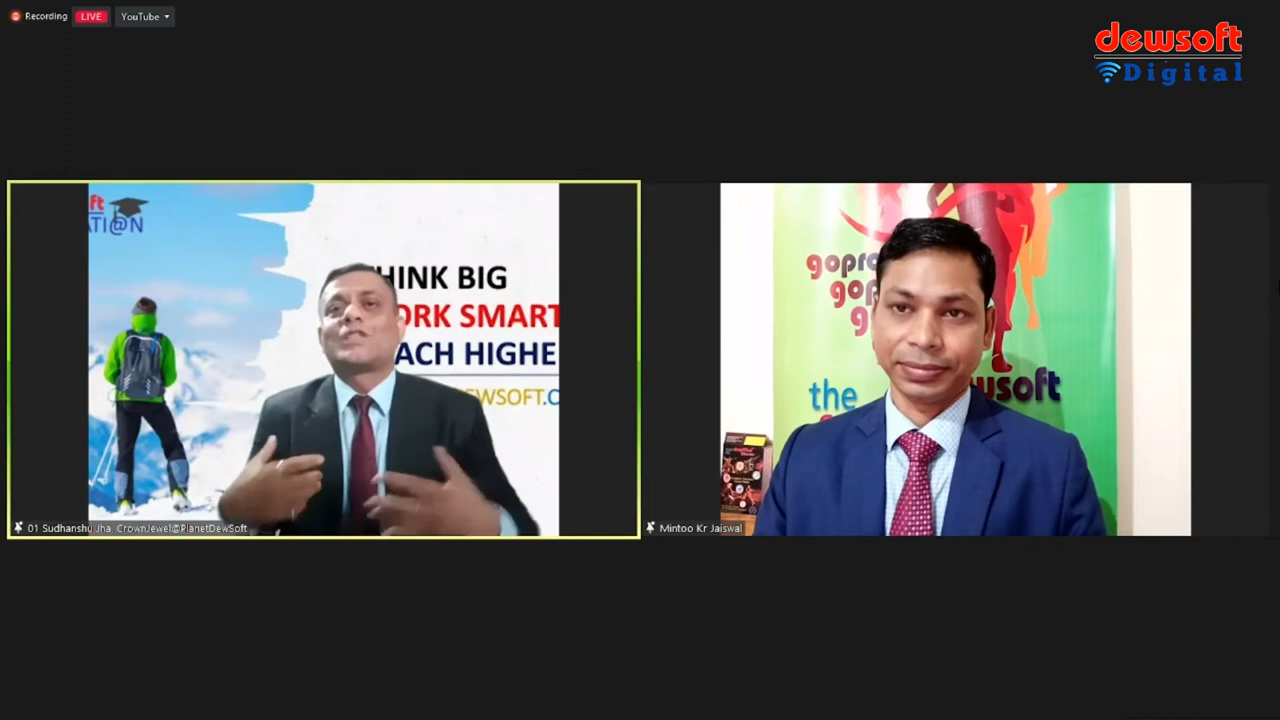 Recording
LIVE
YouTube
dewsoft
Digital
ft
ATI@N
HINK BIG
ORK SMART
ACH HIGHE
EWSOFT.C
01 Sudhanshu Jha CrownJewel@PlanetDewSoft
gopro
gop
g
the
wsoft
Mintoo Kr Jaiswal